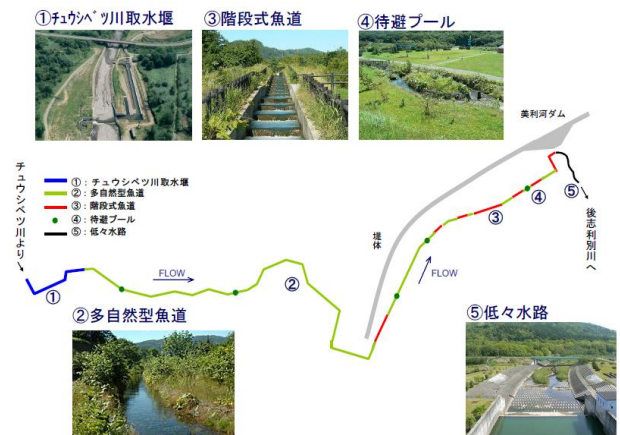 ①ﾁｭｳｼﾍﾞﾂ川取水堰
③階段式魚道
④待避プール
美利河ダム
チュウシベツ川より
①：チュウシベツ川取水堰
②：多自然型魚道
③：階段式魚道
④：待避プール
⑤：低々水路
FLOW
①
②
堤体
③
④
⑤
後志利別川へ
FLOW
②多自然型魚道
⑤低々水路